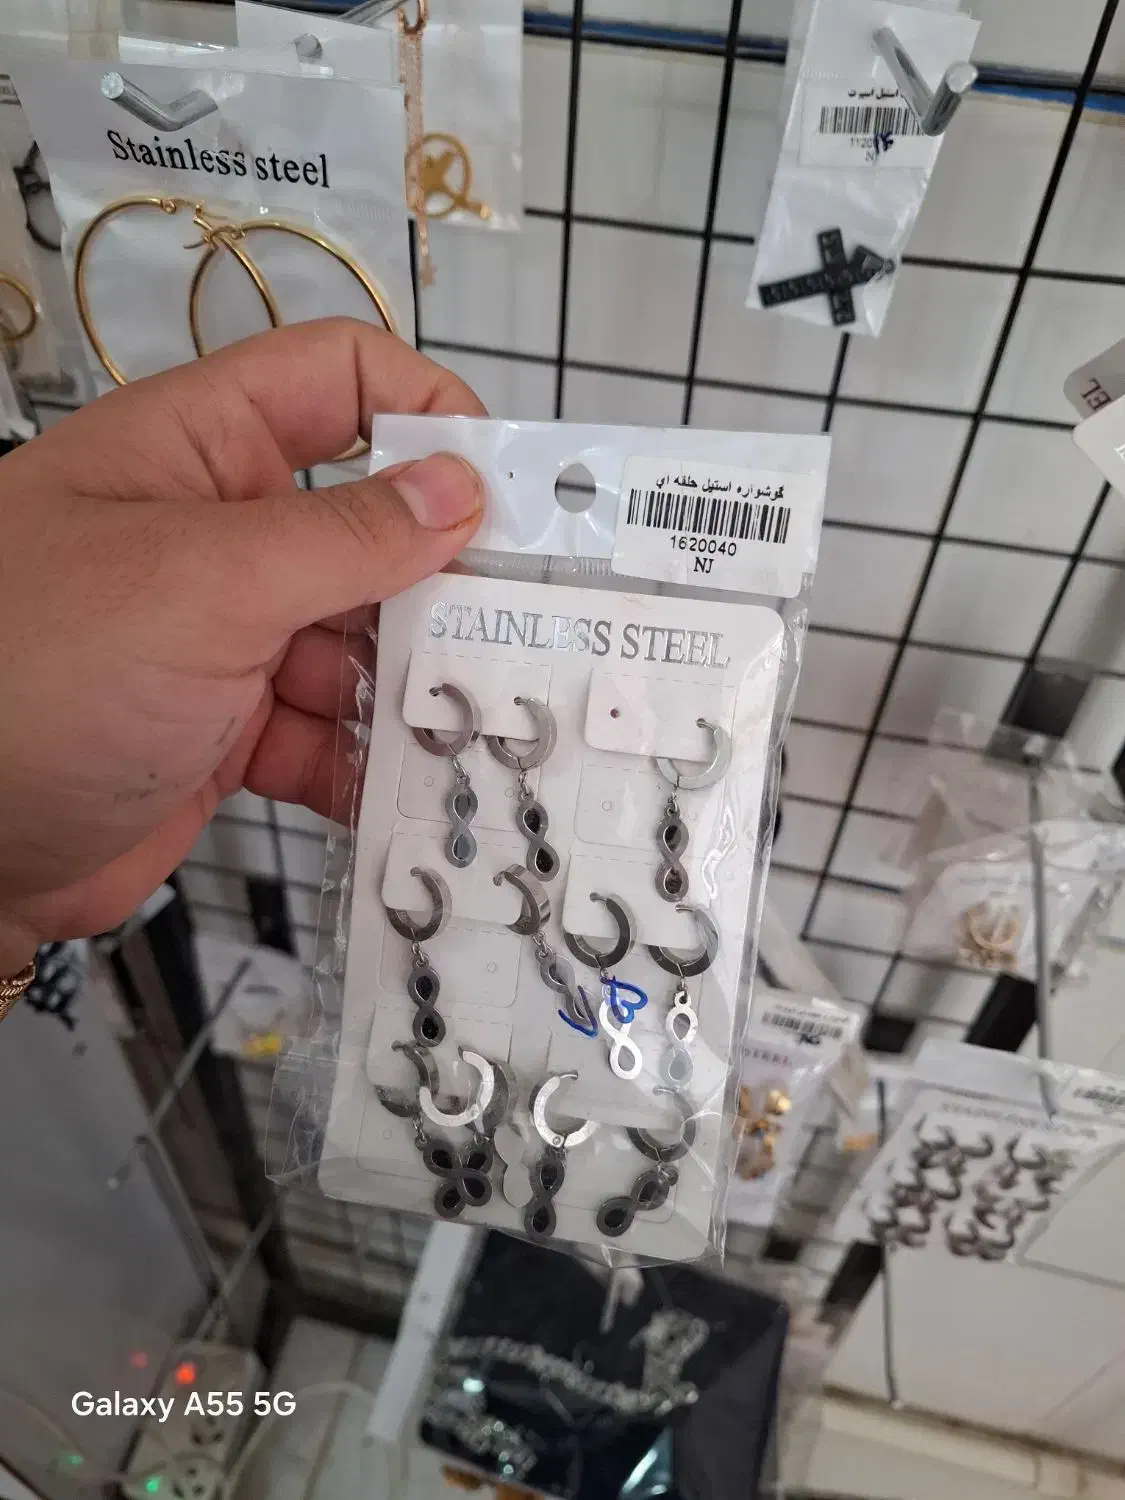 Stainless steel
گوشواره استیل حلقه ای
1620040
NJ
STAINLESS STEEL
Galaxy A55 5G